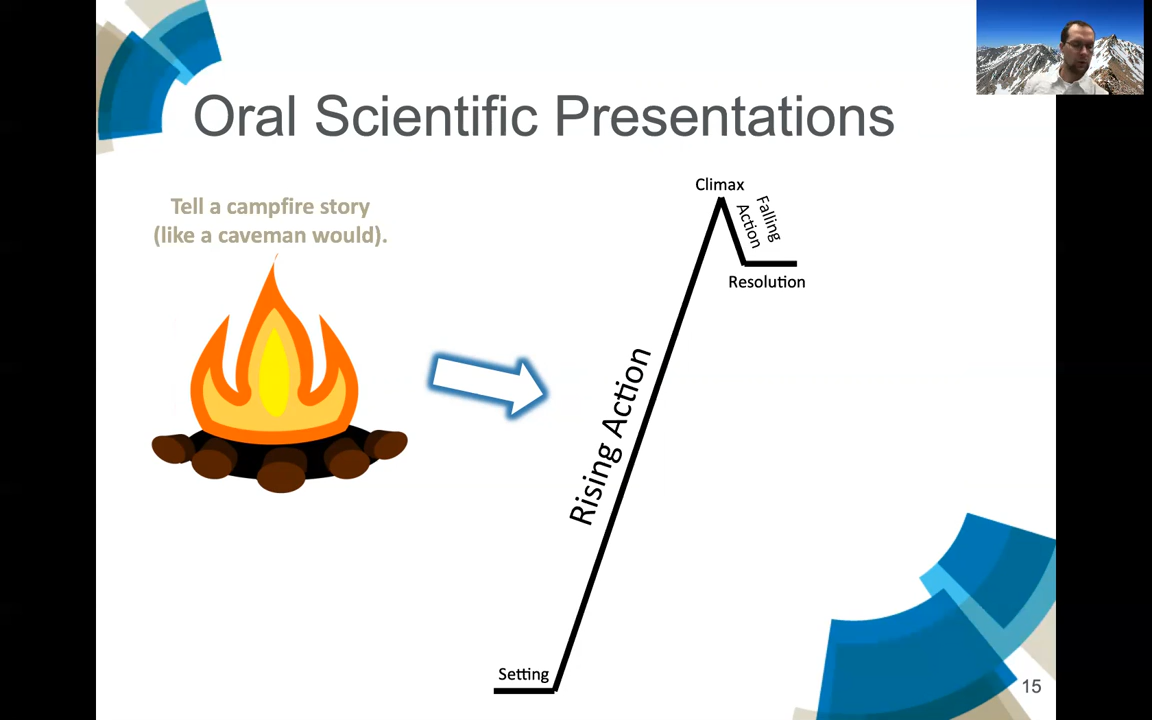 Oral Scientific Presentations
Tell a campfire story
(like a caveman would).
Climax
Falling
Action
Resolution
Rising Action
Setting
15